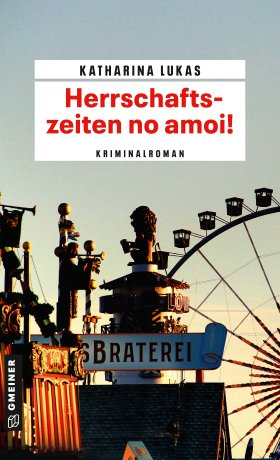 KATHARINA LUKAS
Herrschafts-
zeiten no amoi!
KRIMINALROMAN
SBRATEREI
GMEINER